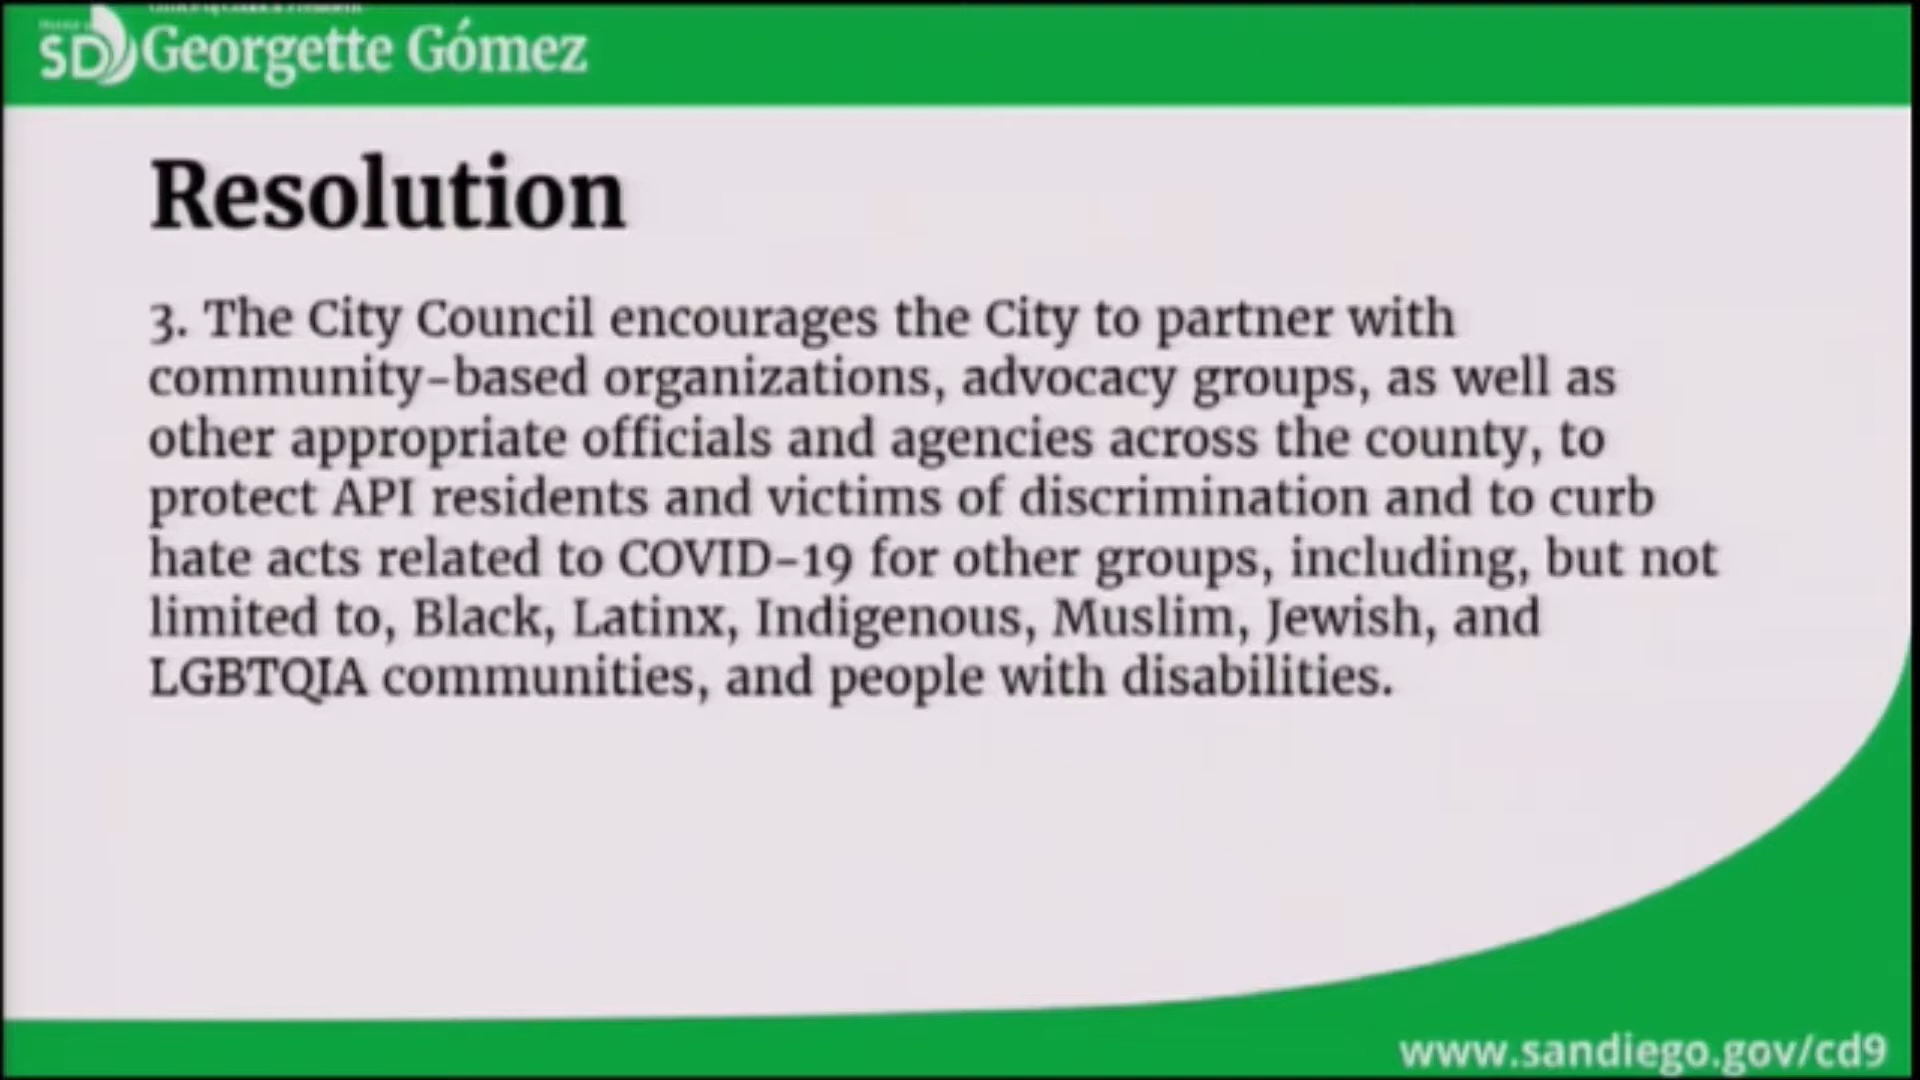 SD Georgette Gómez
Resolution
3. The City Council encourages the City to partner with
community-based organizations, advocacy groups, as well as
other appropriate officials and agencies across the county, to
protect API residents and victims of discrimination and to curb
hate acts related to COVID-19 for other groups, including, but not
limited to, Black, Latinx, Indigenous, Muslim, Jewish, and
LGBTQIA communities, and people with disabilities.
www.sandiego.gov/cd9